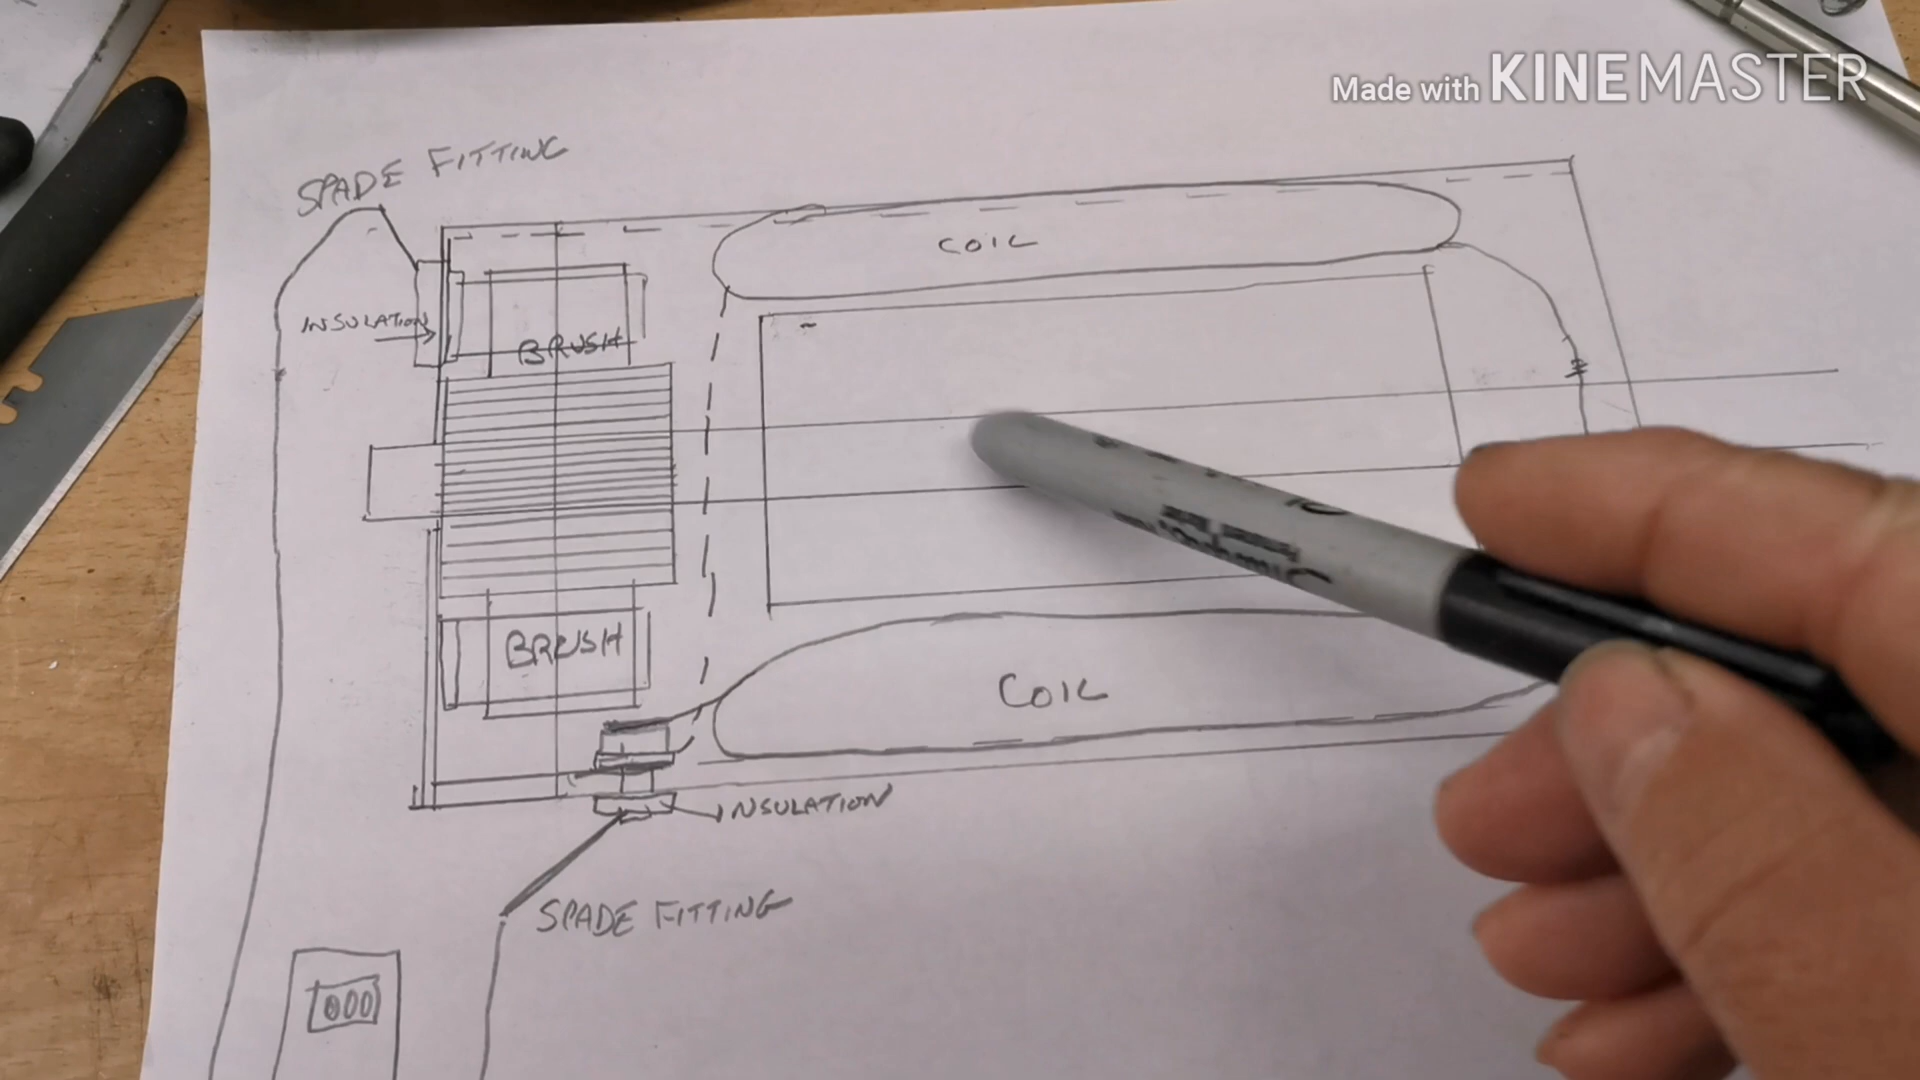 Made with KINEMASTER
SPADE FITTING
COIL
INSULATION
BRUSH
BRUSH
COIL
INSULATION
SPADE FITTING
000